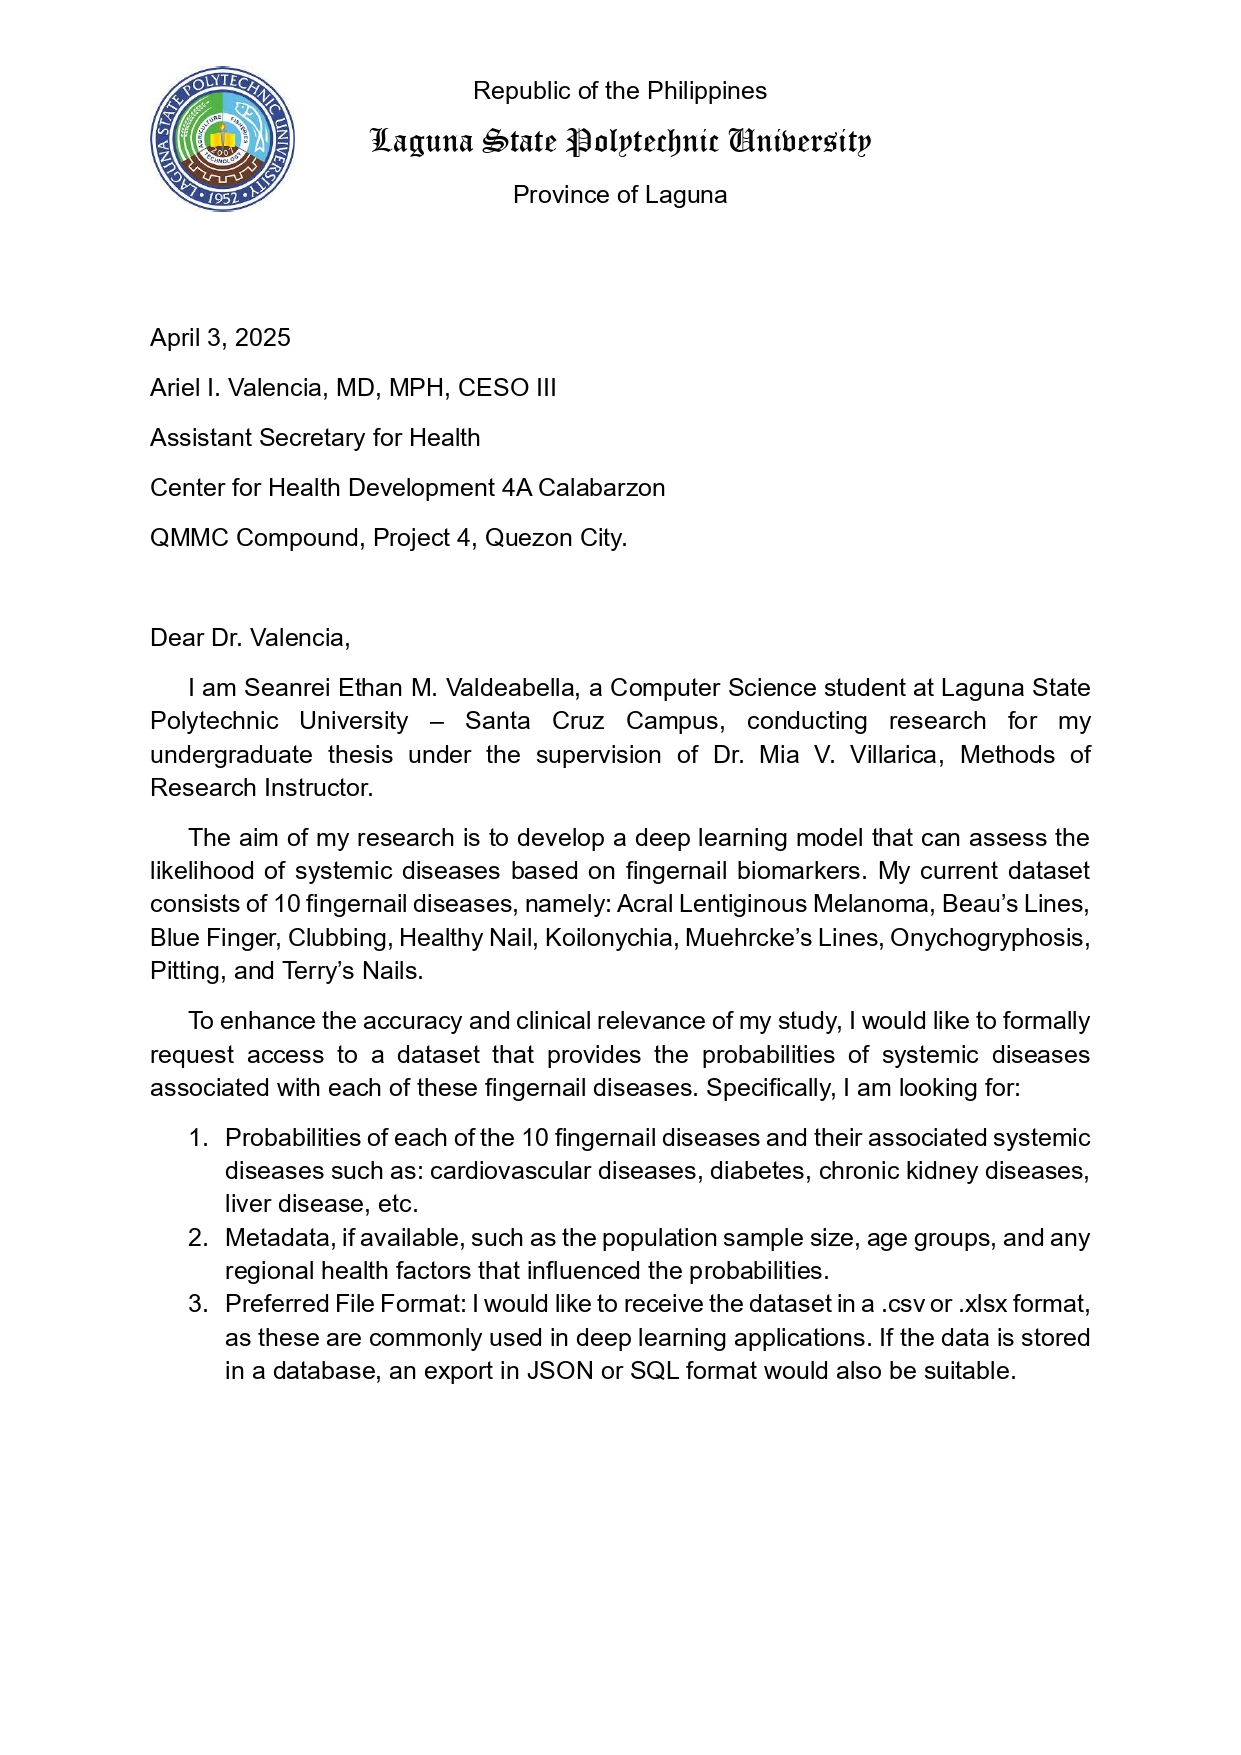 LAGUNA STATE POLYTECHNIC UNIVERSITY
AGRICULTURE FISHERIES
TECHNOLOGY
2007
• 1952 •
Republic of the Philippines
Laguna State Polytechnic University
Province of Laguna
April 3, 2025
Ariel I. Valencia, MD, MPH, CESO III
Assistant Secretary for Health
Center for Health Development 4A Calabarzon
QMMC Compound, Project 4, Quezon City.
Dear Dr. Valencia,
I am Seanrei Ethan M. Valdeabella, a Computer Science student at Laguna State
Polytechnic University – Santa Cruz Campus, conducting research for my
undergraduate thesis under the supervision of Dr. Mia V. Villarica, Methods of
Research Instructor.
The aim of my research is to develop a deep learning model that can assess the
likelihood of systemic diseases based on fingernail biomarkers. My current dataset
consists of 10 fingernail diseases, namely: Acral Lentiginous Melanoma, Beau’s Lines,
Blue Finger, Clubbing, Healthy Nail, Koilonychia, Muehrcke’s Lines, Onychogryphosis,
Pitting, and Terry’s Nails.
To enhance the accuracy and clinical relevance of my study, I would like to formally
request access to a dataset that provides the probabilities of systemic diseases
associated with each of these fingernail diseases. Specifically, I am looking for:
1. Probabilities of each of the 10 fingernail diseases and their associated systemic
diseases such as: cardiovascular diseases, diabetes, chronic kidney diseases,
liver disease, etc.
2. Metadata, if available, such as the population sample size, age groups, and any
regional health factors that influenced the probabilities.
3. Preferred File Format: I would like to receive the dataset in a .csv or .xlsx format,
as these are commonly used in deep learning applications. If the data is stored
in a database, an export in JSON or SQL format would also be suitable.